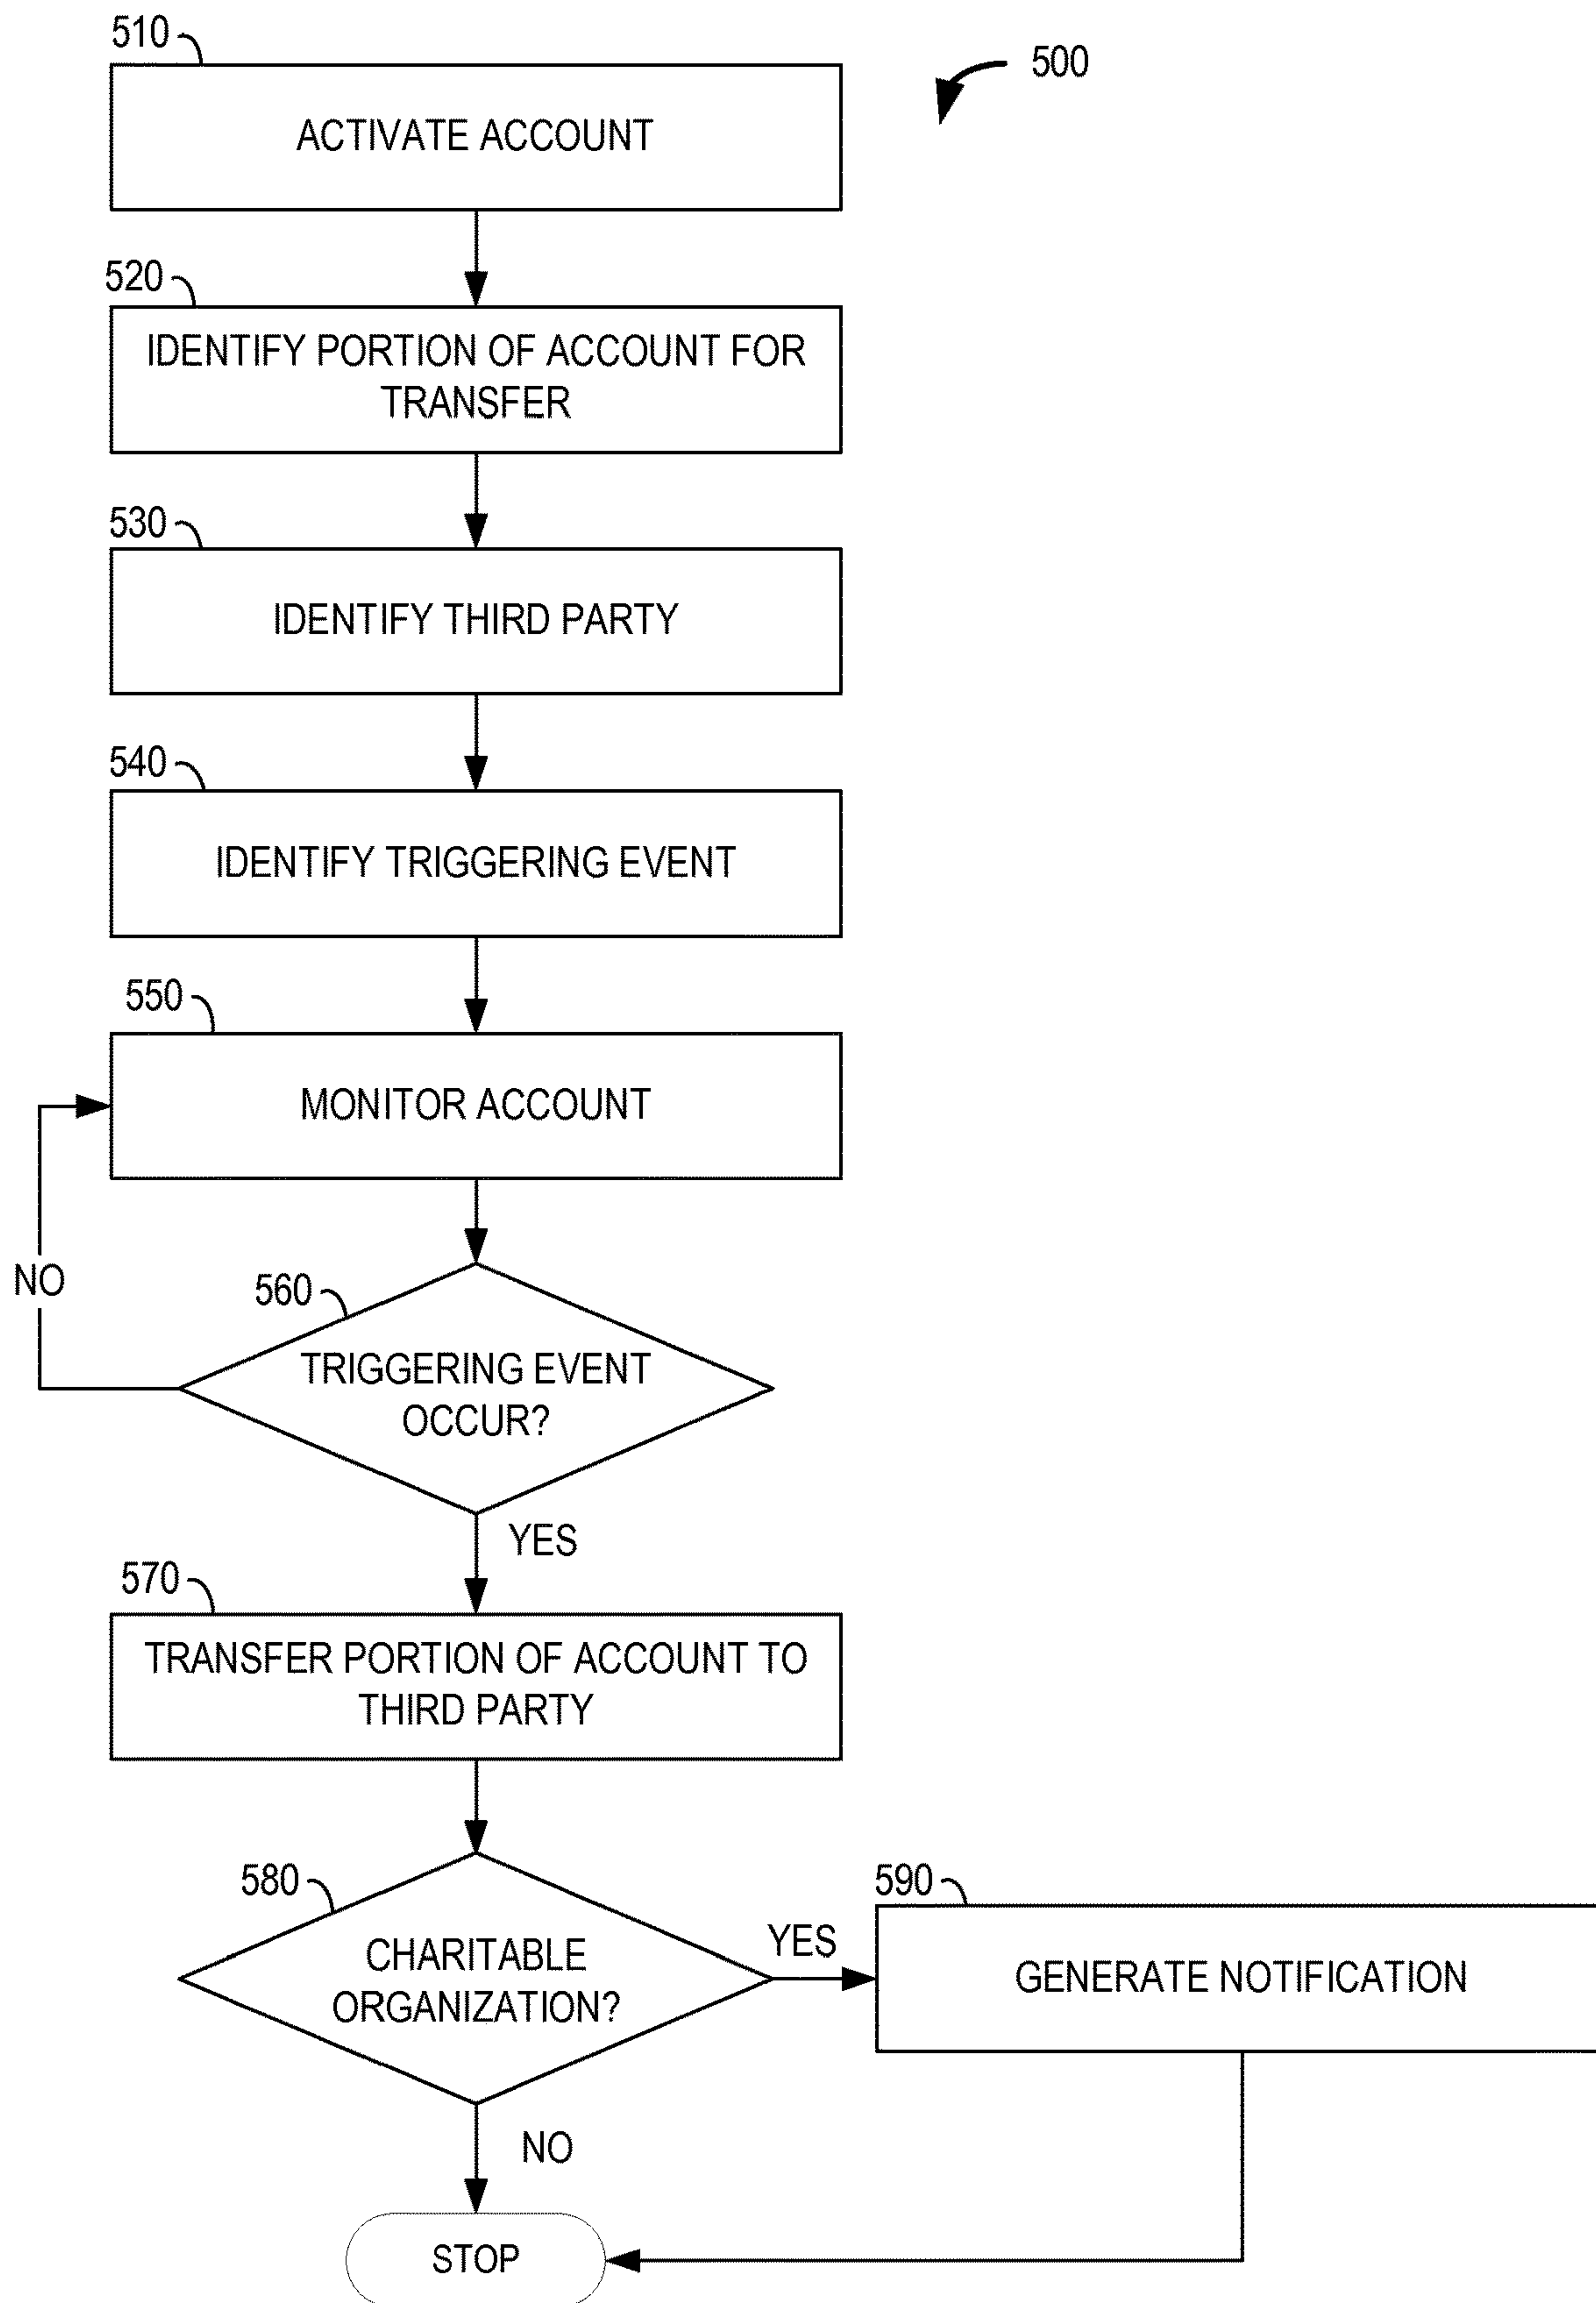 510
500
ACTIVATE ACCOUNT
520
IDENTIFY PORTION OF ACCOUNT FOR
TRANSFER
530
IDENTIFY THIRD PARTY
540
IDENTIFY TRIGGERING EVENT
550
MONITOR ACCOUNT
NO
560
TRIGGERING EVENT
OCCUR?
YES
570
TRANSFER PORTION OF ACCOUNT TO
THIRD PARTY
580
590
CHARITABLE
ORGANIZATION?
YES
GENERATE NOTIFICATION
NO
STOP